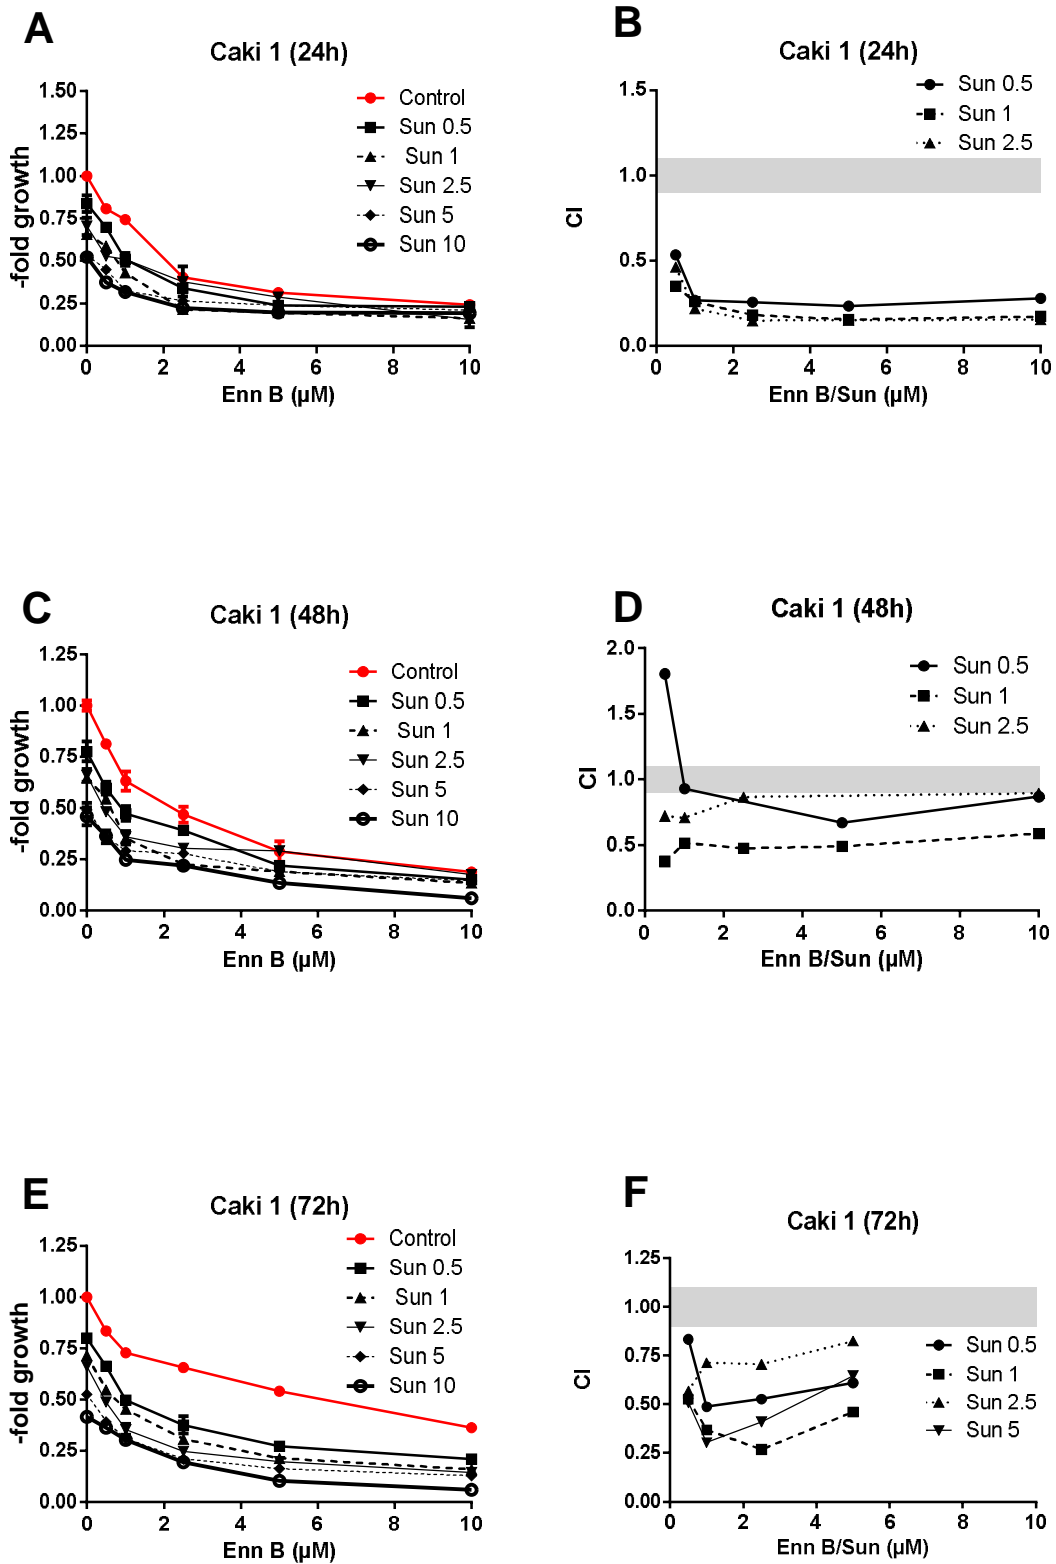 A
Caki 1 (24h)
-fold growth
1.50
1.25
1.00
0.75
0.50
0.25
0.00
0 2 4 6 8 10
Enn B (µM)
Control
Sun 0.5
Sun 1
Sun 2.5
Sun 5
Sun 10
B
Caki 1 (24h)
CI
1.5
1.0
0.5
0.0
0 2 4 6 8 10
Enn B/Sun (µM)
Sun 0.5
Sun 1
Sun 2.5
C
Caki 1 (48h)
-fold growth
1.25
1.00
0.75
0.50
0.25
0.00
0 2 4 6 8 10
Enn B (µM)
Control
Sun 0.5
Sun 1
Sun 2.5
Sun 5
Sun 10
D
Caki 1 (48h)
CI
2.0
1.5
1.0
0.5
0.0
0 2 4 6 8 10
Enn B/Sun (µM)
Sun 0.5
Sun 1
Sun 2.5
E
Caki 1 (72h)
-fold growth
1.25
1.00
0.75
0.50
0.25
0.00
0 2 4 6 8 10
Enn B (µM)
Control
Sun 0.5
Sun 1
Sun 2.5
Sun 5
Sun 10
F
Caki 1 (72h)
CI
1.25
1.00
0.75
0.50
0.25
0.00
0 2 4 6 8 10
Enn B/Sun (µM)
Sun 0.5
Sun 1
Sun 2.5
Sun 5